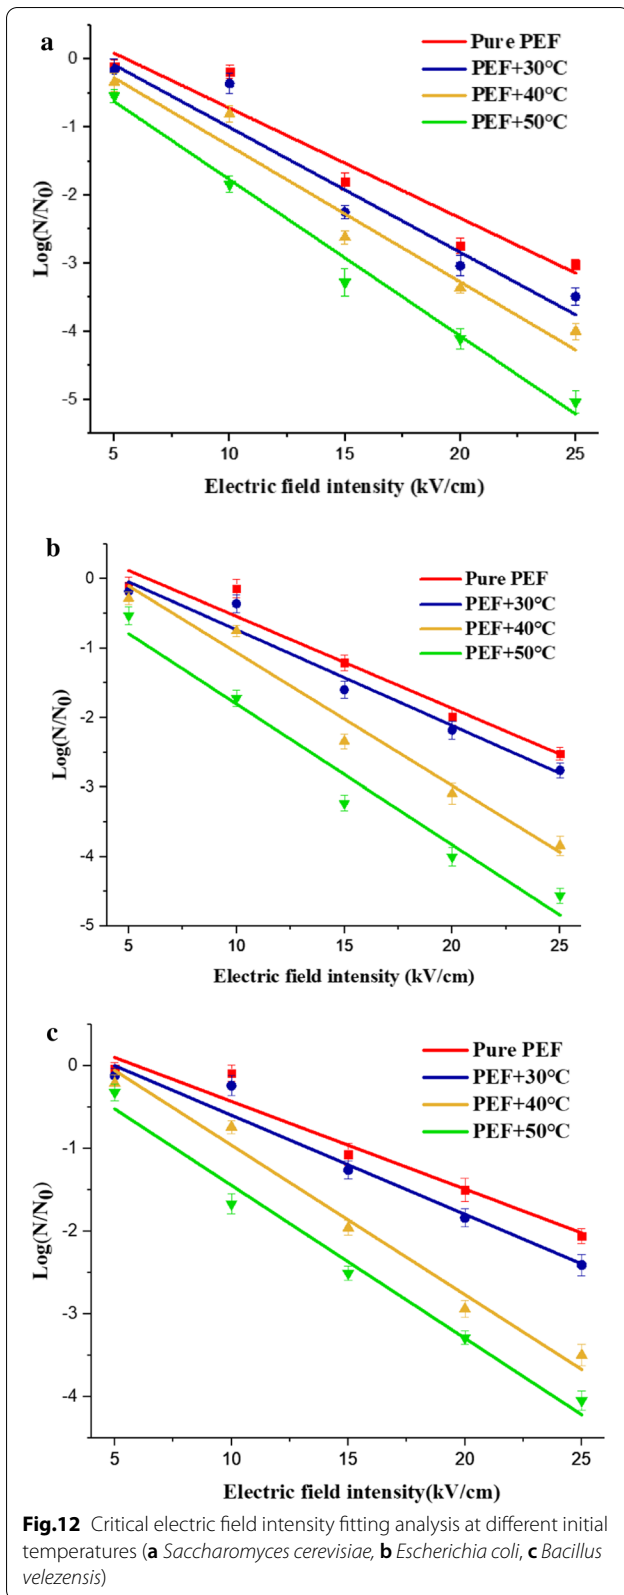 a
Pure PEF
PEF+30°C
PEF+40°C
PEF+50°C
Log(N/N0)
0
-1
-2
-3
-4
-5
5 10 15 20 25
Electric field intensity (kV/cm)
b
Pure PEF
PEF+30°C
PEF+40°C
PEF+50°C
Log(N/N0)
0
-1
-2
-3
-4
-5
5 10 15 20 25
Electric field intensity (kV/cm)
c
Pure PEF
PEF+30°C
PEF+40°C
PEF+50°C
Log(N/N0)
0
-1
-2
-3
-4
5 10 15 20 25
Electric field intensity(kV/cm)
Fig.12 Critical electric field intensity fitting analysis at different initial
temperatures (a Saccharomyces cerevisiae, b Escherichia coli, c Bacillus
velezensis)